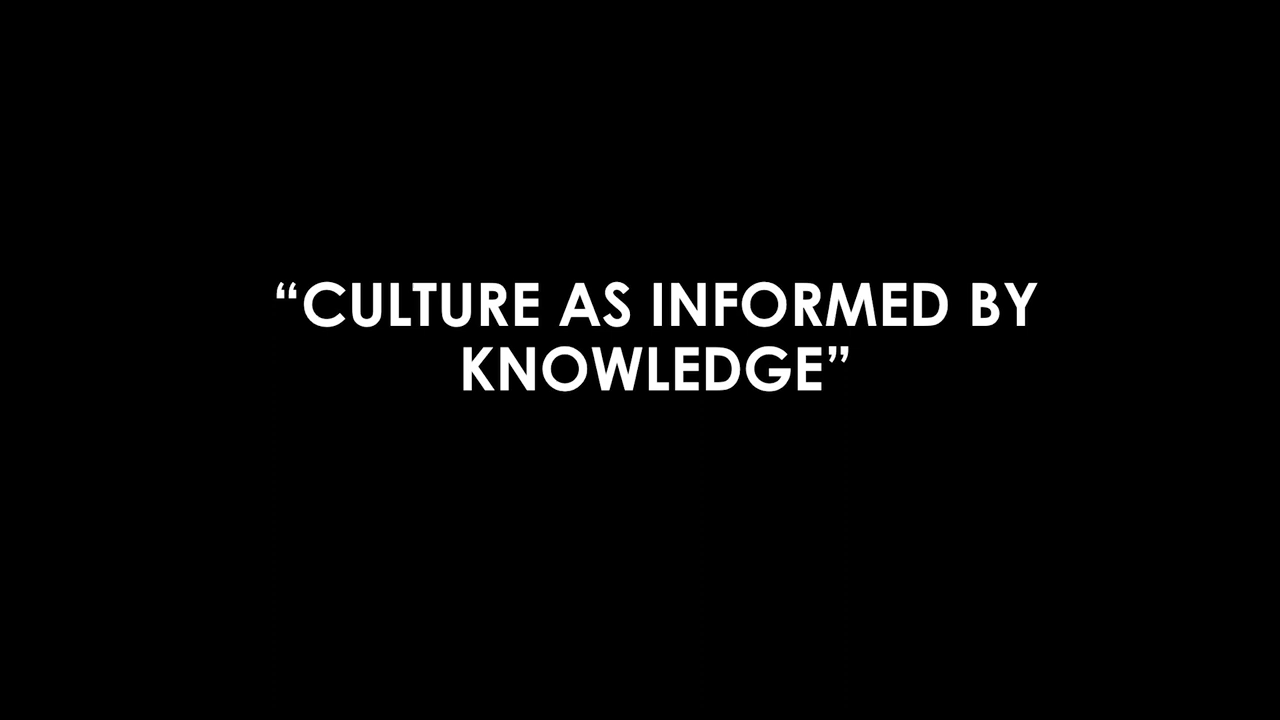 “CULTURE AS INFORMED BY
KNOWLEDGE”